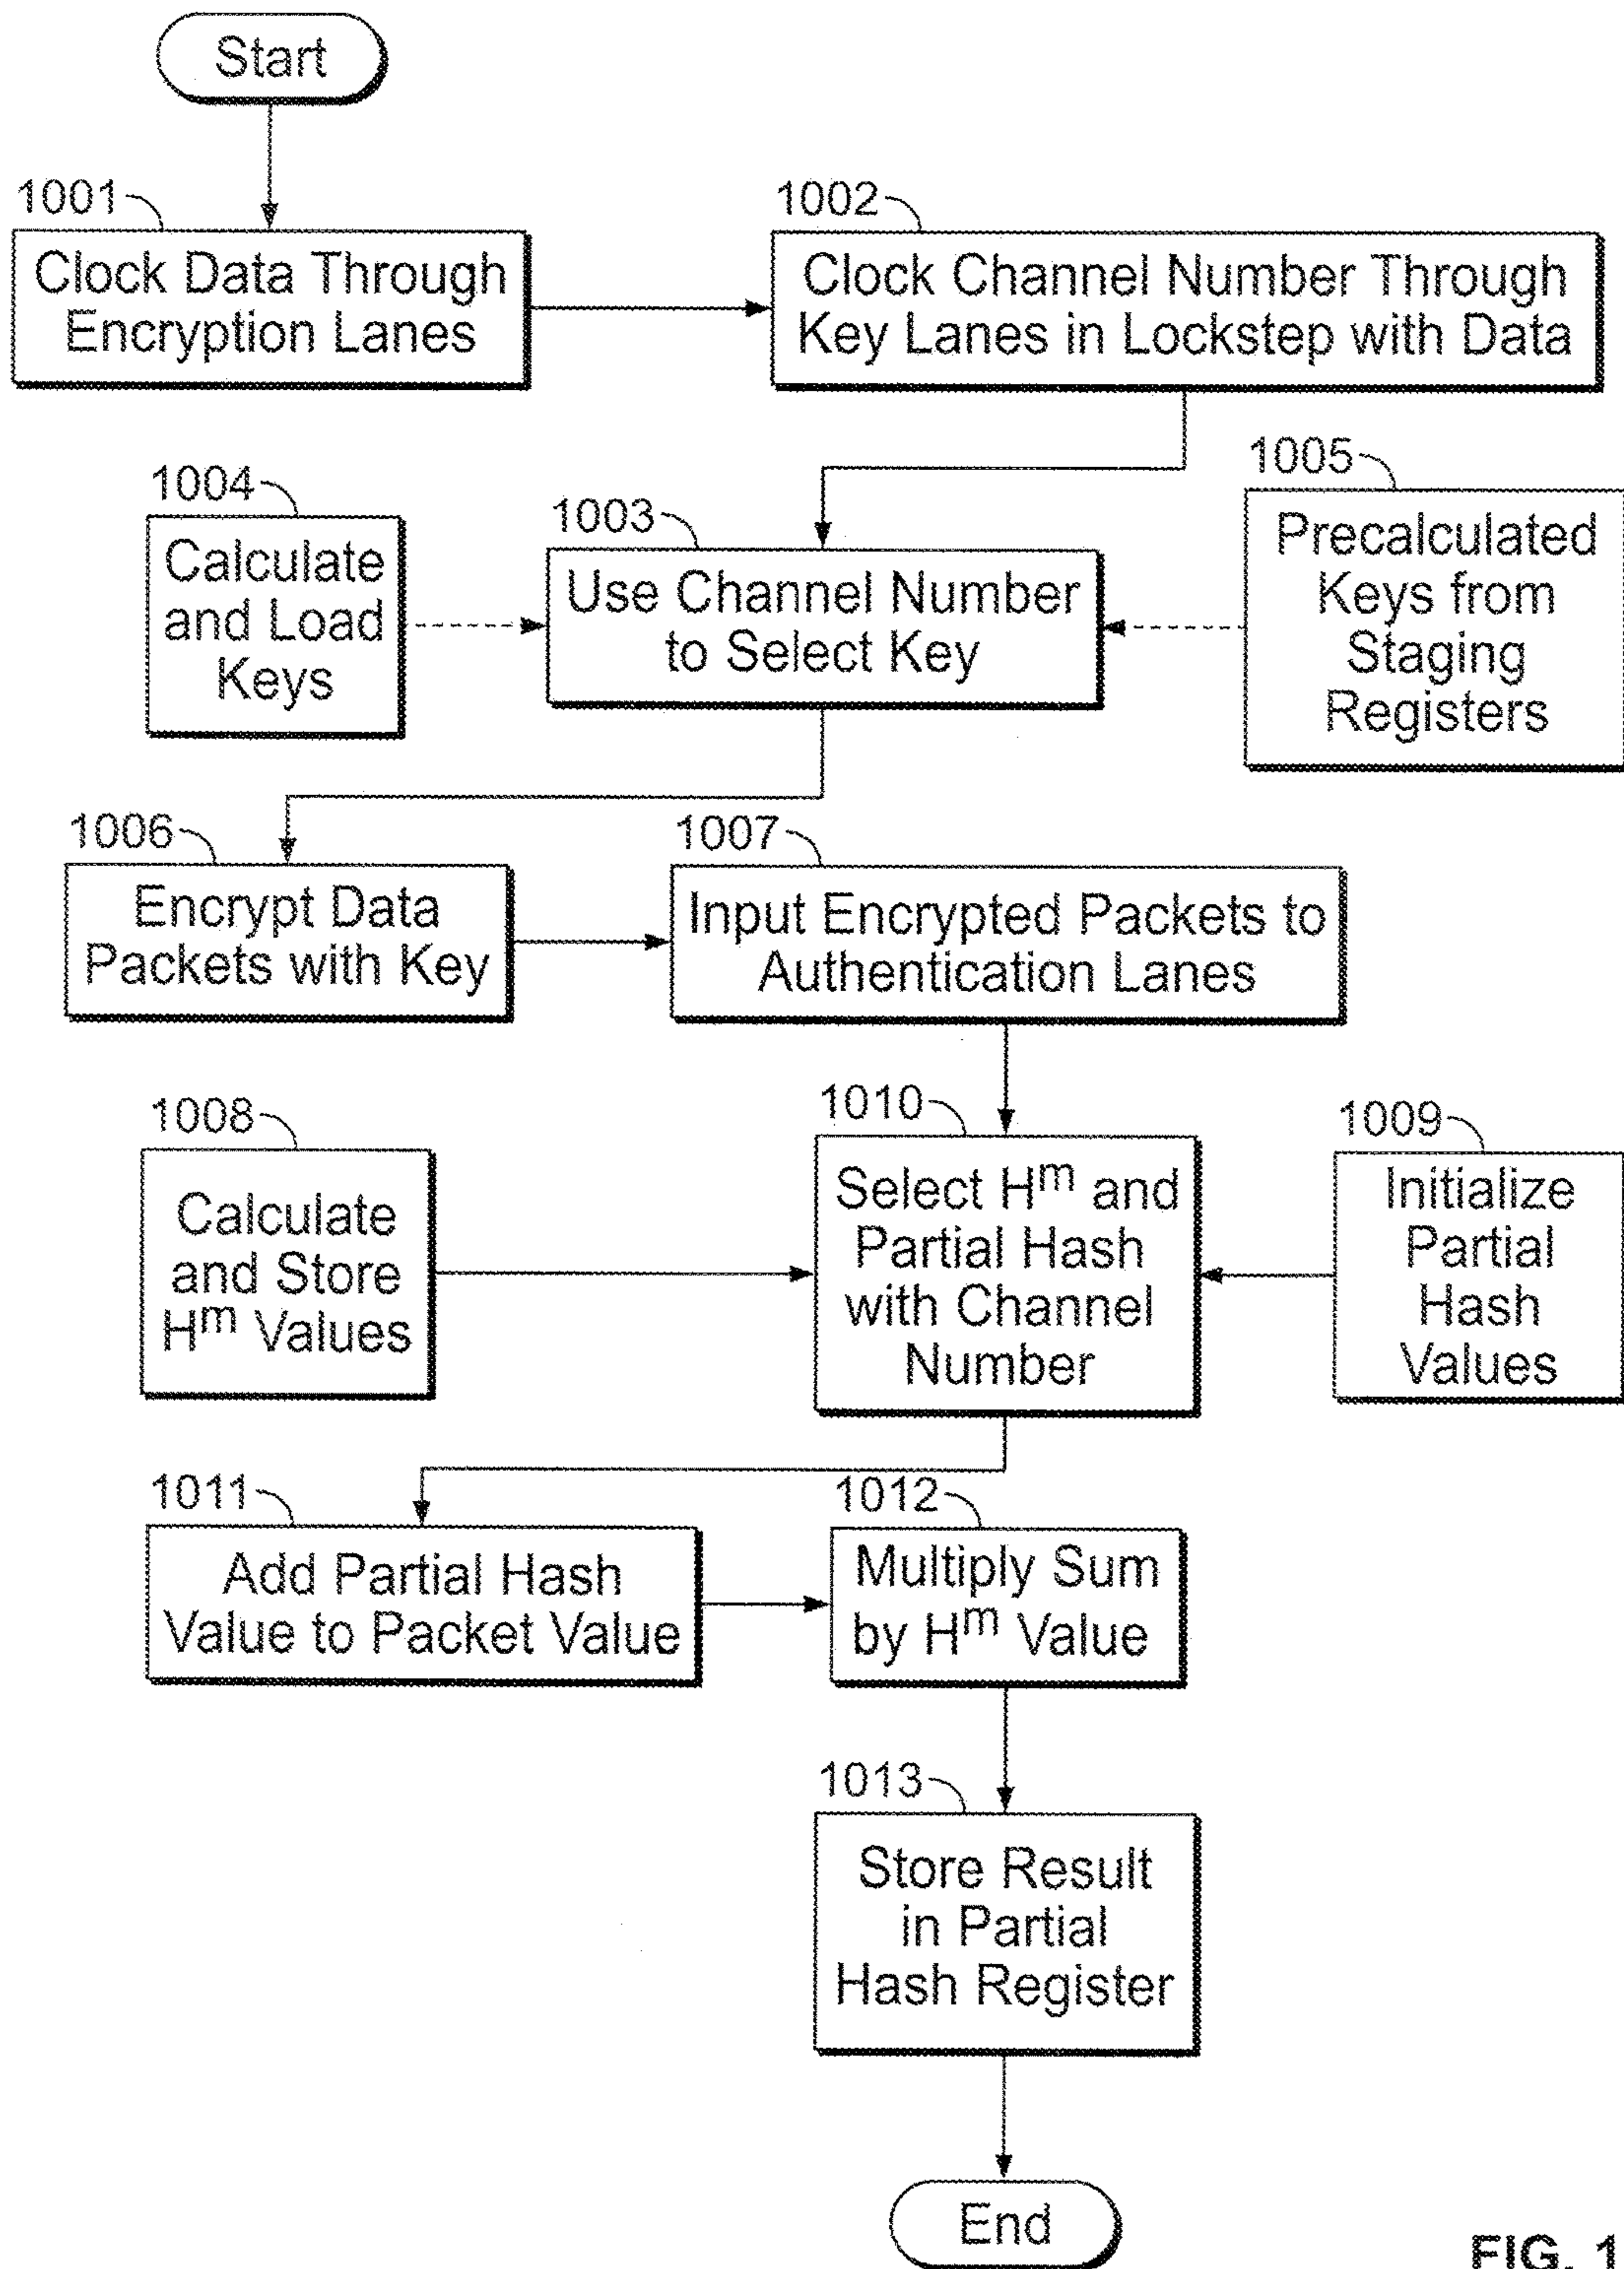 Start
1001
Clock Data Through
Encryption Lanes
1002
Clock Channel Number Through
Key Lanes in Lockstep with Data
1004
Calculate
and Load
Keys
1003
Use Channel Number
to Select Key
1005
Precalculated
Keys from
Staging
Registers
1006
Encrypt Data
Packets with Key
1007
Input Encrypted Packets to
Authentication Lanes
1008
Calculate
and Store
Hᵐ Values
1010
Select Hᵐ and
Partial Hash
with Channel
Number
1009
Initialize
Partial
Hash
Values
1011
Add Partial Hash
Value to Packet Value
1012
Multiply Sum
by Hᵐ Value
1013
Store Result
in Partial
Hash Register
End
FIG. 1